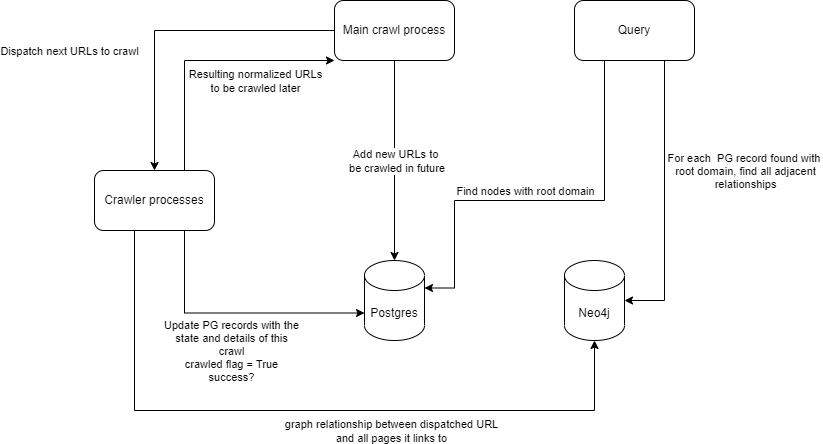 Main crawl process
Query
Dispatch next URLs to crawl
Resulting normalized URLs
to be crawled later
Add new URLs to
be crawled in future
For each  PG record found with
root domain, find all adjacent
relationships
Find nodes with root domain
Crawler processes
Postgres
Neo4j
Update PG records with the
state and details of this
crawl
crawled flag = True
success?
graph relationship between dispatched URL
and all pages it links to